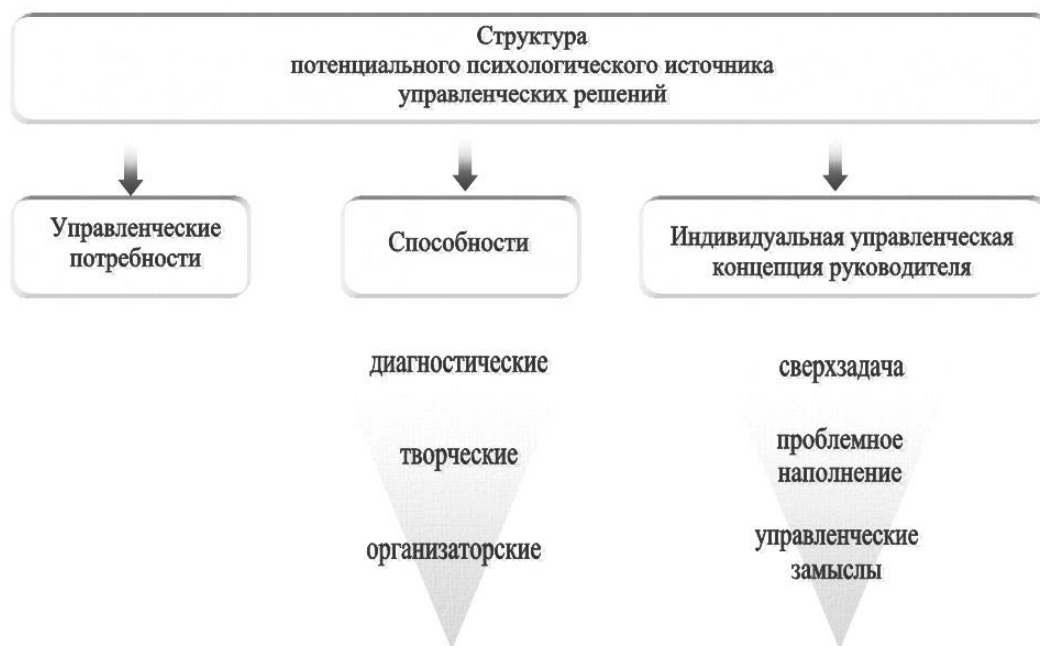 Структура
потенциального психологического источника
управленческих решений
Управленческие
потребности
Способности
Индивидуальная управленческая
концепция руководителя
диагностические
творческие
организаторские
сверхзадача
проблемное
наполнение
управленческие
замыслы